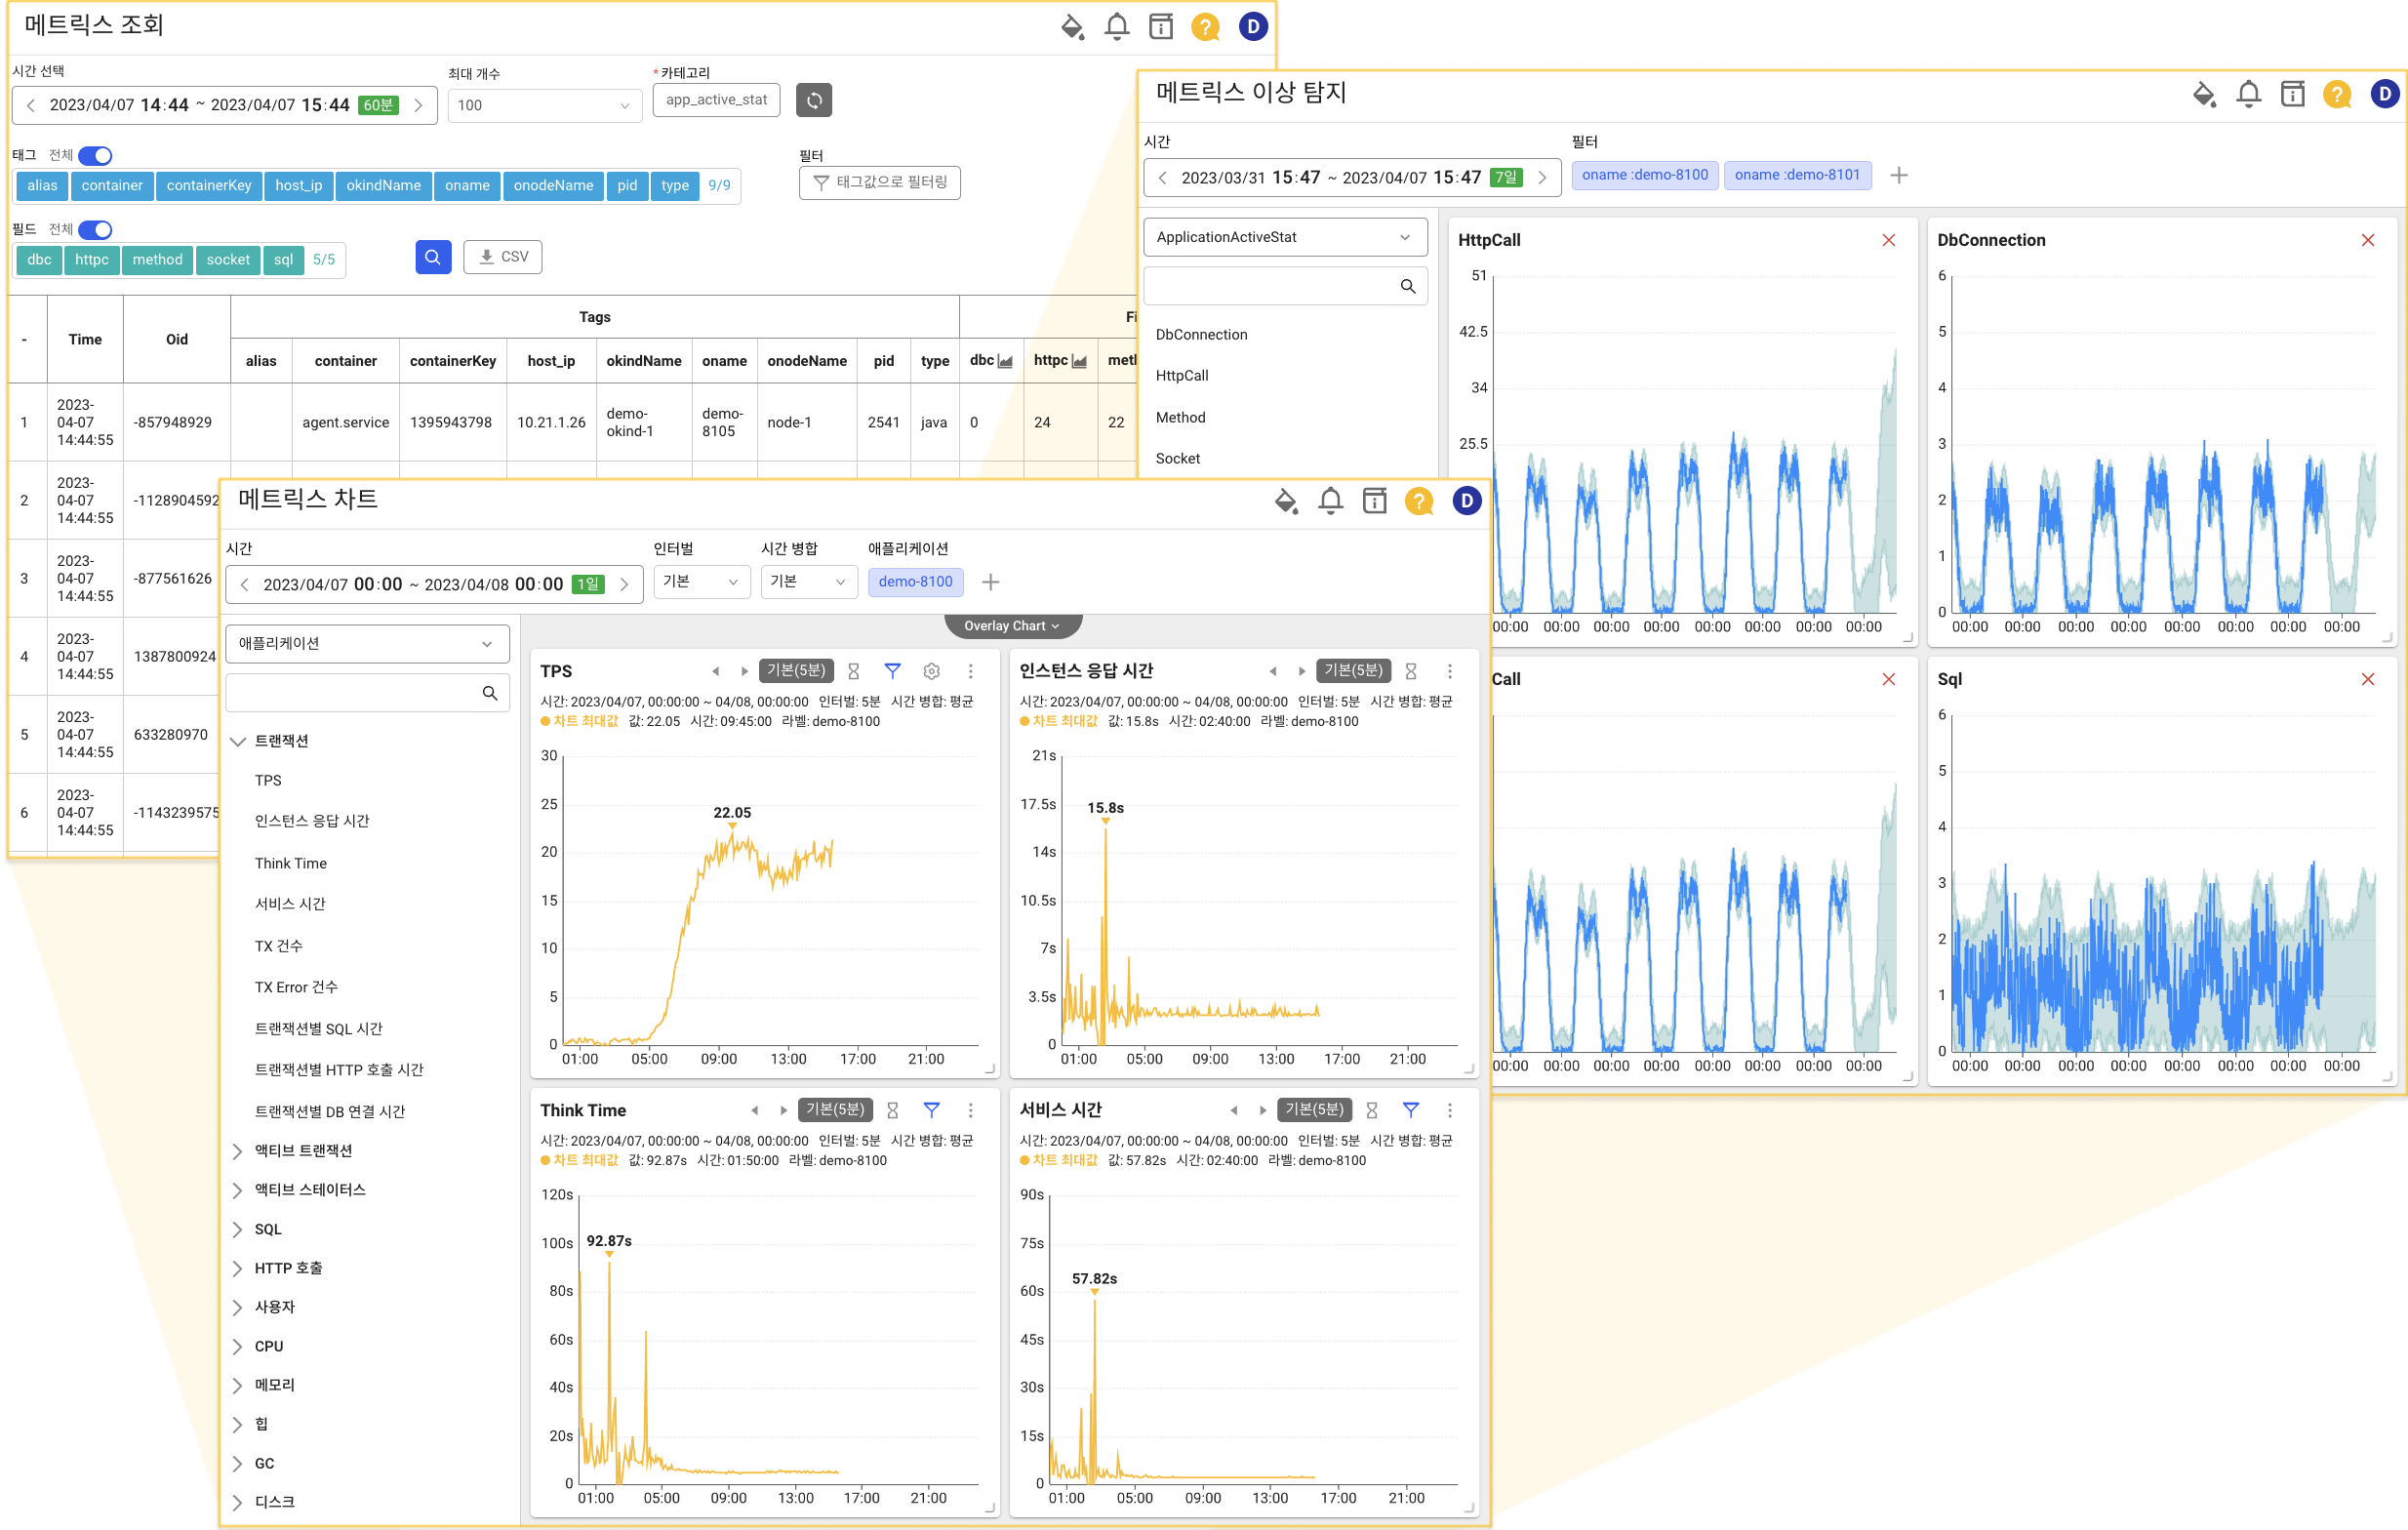 메트릭스 조회
D
시간 선택
2023/04/07 14:44 ~ 2023/04/07 15:44 60분
최대 개수
100
*카테고리
app_active_stat
태그 전체
alias container containerKey host_ip okindName oname onodeName pid type 9/9
필터
태그값으로 필터링
필드 전체
dbc httpc method socket sql 5/5
CSV
- Time Oid Tags
alias container containerKey host_ip okindName oname onodeName pid type dbc httpc
1 2023-04-07 14:44:55 -857948929 agent.service 1395943798 10.21.1.26 demo-okind-1 demo-8105 node-1 2541 java 0 24 22
2 2023-04-07 14:44:55 -1128904592
3 2023-04-07 14:44:55 -877561626
4 2023-04-07 14:44:55 1387800924
5 2023-04-07 14:44:55 633280970
6 2023-04-07 14:44:55 -1143239575
메트릭스 이상 탐지
? D
시간
2023/03/31 15:47 ~ 2023/04/07 15:47 7일
필터
oname :demo-8100 oname :demo-8101
ApplicationActiveStat
DbConnection
HttpCall
Method
Socket
HttpCall
51
42.5
34
25.5
00:00 00:00 00:00 00:00 00:00 00:00 00:00 00:00
DbConnection
6
5
4
3
2
1
0
00:00 00:00 00:00 00:00 00:00 00:00 00:00 00:00
Call
00:00 00:00 00:00 00:00 00:00 00:00 00:00 00:00
Sql
6
5
4
3
2
1
0
00:00 00:00 00:00 00:00 00:00 00:00 00:00 00:00
메트릭스 차트
? D
시간
2023/04/07 00:00 ~ 2023/04/08 00:00 1일
인터벌
기본
시간 병합
기본
애플리케이션
demo-8100
Overlay Chart
애플리케이션
트랜잭션
TPS
인스턴스 응답 시간
Think Time
서비스 시간
TX 건수
TX Error 건수
트랜잭션별 SQL 시간
트랜잭션별 HTTP 호출 시간
트랜잭션별 DB 연결 시간
액티브 트랜잭션
액티브 스테이터스
SQL
HTTP 호출
사용자
CPU
메모리
힙
GC
디스크
TPS 기본(5분)
시간: 2023/04/07, 00:00:00 ~ 04/08, 00:00:00 인터벌: 5분 시간 병합: 평균
차트 최대값 값: 22.05 시간: 09:45:00 라벨: demo-8100
30
25
20
15
10
5
0
22.05
01:00 05:00 09:00 13:00 17:00 21:00
인스턴스 응답 시간 기본(5분)
시간: 2023/04/07, 00:00:00 ~ 04/08, 00:00:00 인터벌: 5분 시간 병합: 평균
차트 최대값 값: 15.8s 시간: 02:40:00 라벨: demo-8100
21s
17.5s
14s
10.5s
7s
3.5s
0
15.8s
01:00 05:00 09:00 13:00 17:00 21:00
Think Time 기본(5분)
시간: 2023/04/07, 00:00:00 ~ 04/08, 00:00:00 인터벌: 5분 시간 병합: 평균
차트 최대값 값: 92.87s 시간: 01:50:00 라벨: demo-8100
120s
100s
80s
60s
40s
20s
0
92.87s
01:00 05:00 09:00 13:00 17:00 21:00
서비스 시간 기본(5분)
시간: 2023/04/07, 00:00:00 ~ 04/08, 00:00:00 인터벌: 5분 시간 병합: 평균
차트 최대값 값: 57.82s 시간: 02:40:00 라벨: demo-8100
90s
75s
60s
45s
30s
15s
0
57.82s
01:00 05:00 09:00 13:00 17:00 21:00